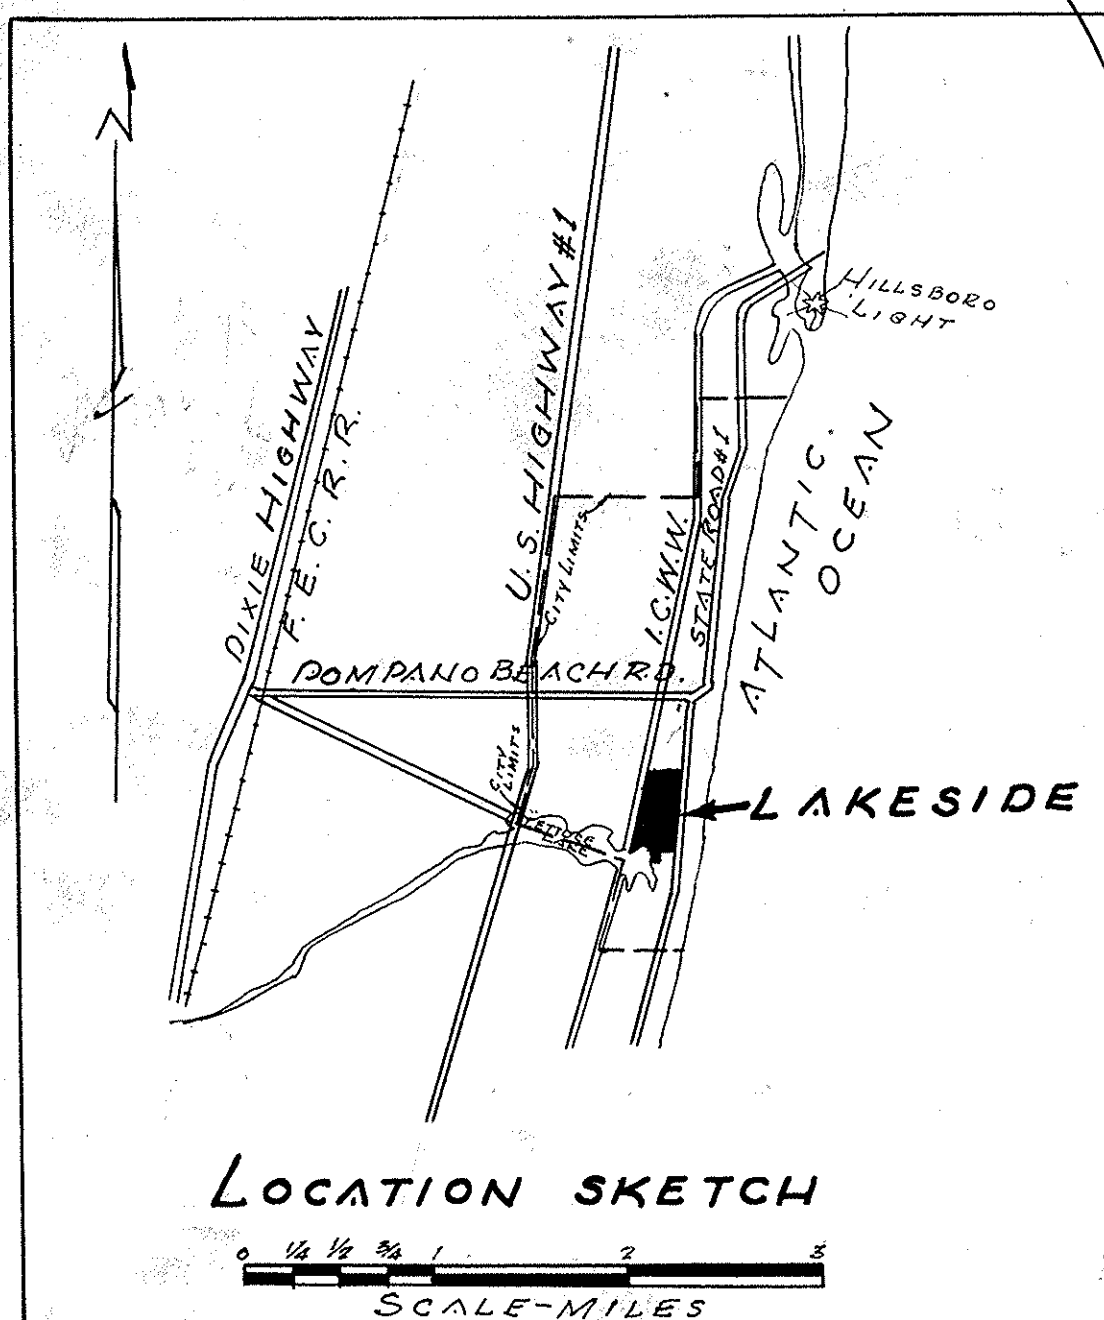 HILLSBORO
LIGHT
DIXIE HIGHWAY
F. E. C. R. R.
U. S. HIGHWAY #1
CITY LIMITS
I.C.W.W.
STATE ROAD #1
ATLANTIC
OCEAN
POMPANO BEACH RD.
CITY
LIMITS
LAKE
LAKESIDE
LOCATION SKETCH
0 1/4 1/2 3/4 1 2 3
SCALE-MILES